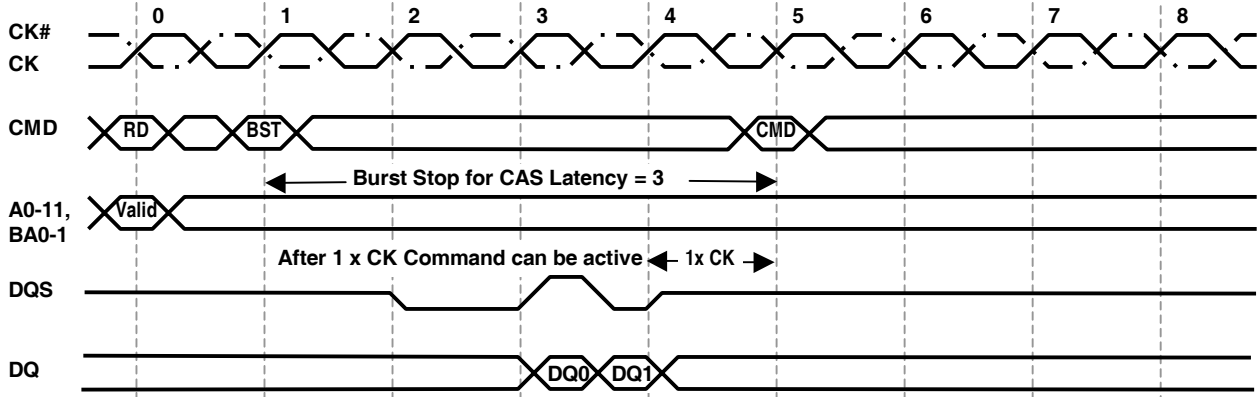 0 1 2 3 4 5 6 7 8
CK#
CK
CMD RD BST CMD
Burst Stop for CAS Latency = 3
A0-11,
BA0-1
Valid
After 1 x CK Command can be active 1x CK
DQS
DQ DQ0 DQ1